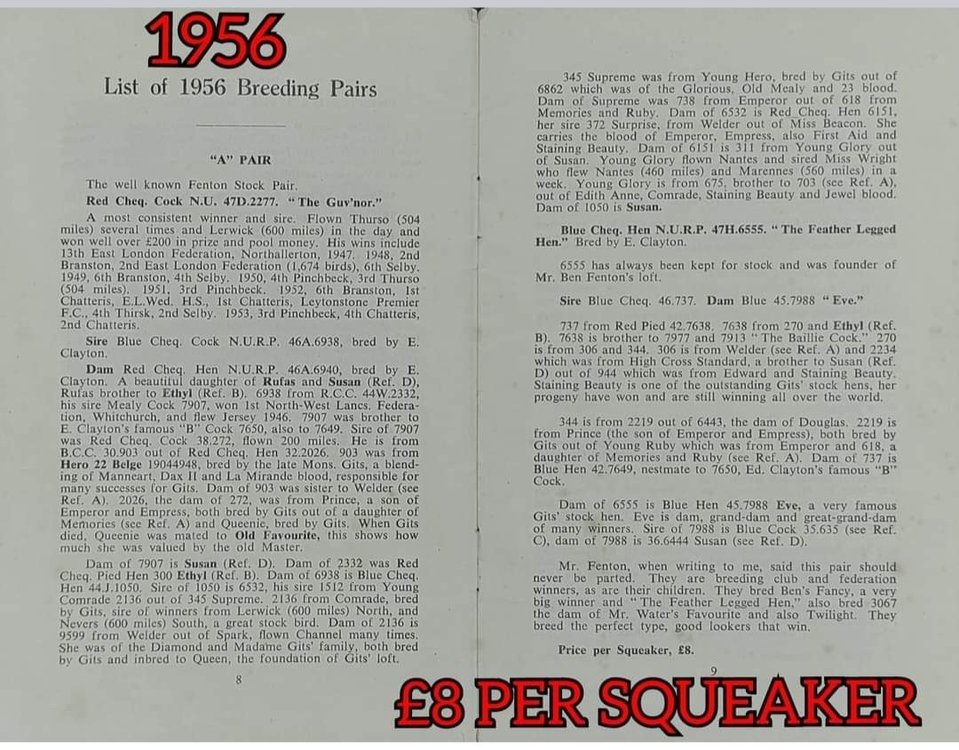 1956
List of 1956 Breeding Pairs
“A” PAIR
The well known Fenton Stock Pair.
Red Cheq. Cock N.U. 47D.2277. “The Guv'nor.”
A most consistent winner and sire. Flown Thurso (504
miles) several times and Lerwick (600 miles) in the day and
won well over £200 in prize and pool money. His wins include
13th East London Federation, Northallerton, 1947. 1948, 2nd
Branston, 2nd East London Federation (1,674 birds), 6th Selby.
1949, 6th Branston, 4th Selby. 1950, 4th Pinchbeck, 3rd Thurso
(504 miles). 1951, 3rd Pinchbeck. 1952, 6th Branston, 1st
Chatteris, E.L.Wed. H.S., 1st Chatteris, Leytonstone Premier
F.C., 4th Thirsk, 2nd Selby. 1953, 3rd Pinchbeck, 4th Chatteris,
2nd Chatteris.
Sire Blue Cheq. Cock N.U.R.P. 46A.6938, bred by E.
Clayton.
Dam Red Cheq. Hen N.U.R.P. 46A.6940, bred by E.
Clayton. A beautiful daughter of Rufas and Susan (Ref. D),
Rufas brother to Ethyl (Ref. B). 6938 from R.C.C. 44W.2332,
his sire Mealy Cock 7907, won 1st North-West Lancs. Federa-
tion, Whitchurch, and flew Jersey 1946. 7907 was brother to
E. Clayton's famous “B” Cock 7650, also to 7649. Sire of 7907
was Red Cheq. Cock 38.272, flown 200 miles. He is from
B.C.C. 30.903 out of Red Cheq. Hen 32.2026. 903 was from
Hero 22 Belge 19044948, bred by the late Mons. Gits, a blend-
ing of Manneart, Dax II and La Mirande blood, responsible for
many successes for Gits. Dam of 903 was sister to Welder (see
Ref. A). 2026, the dam of 272, was from Prince, a son of
Emperor and Empress, both bred by Gits out of a daughter of
Memories (see Ref. A) and Queenie, bred by Gits. When Gits
died, Queenie was mated to Old Favourite, this shows how
much she was valued by the old Master.
Dam of 7907 is Susan (Ref. D). Dam of 2332 was Red
Cheq. Pied Hen 300 Ethyl (Ref. B). Dam of 6938 is Blue Cheq.
Hen 44.J.1050. Sire of 1050 is 6532, his sire 1512 from Young
Comrade 2136 out of 345 Supreme. 2136 from Comrade, bred
by Gits, sire of winners from Lerwick (600 miles) North, and
Nevers (600 miles) South, a great stock bird. Dam of 2136 is
9599 from Welder out of Spark, flown Channel many times.
She was of the Diamond and Madame Gits' family, both bred
by Gits and inbred to Queen, the foundation of Gits' loft.
8
345 Supreme was from Young Hero, bred by Gits out of
6862 which was of the Glorious, Old Mealy and 23 blood.
Dam of Supreme was 738 from Emperor out of 618 from
Memories and Ruby. Dam of 6532 is Red Cheq. Hen 6151,
her sire 372 Surprise, from Welder out of Miss Beacon. She
carries the blood of Emperor, Empress, also First Aid and
Staining Beauty. Dam of 6151 is 311 from Young Glory out
of Susan. Young Glory flown Nantes and sired Miss Wright
who flew Nantes (460 miles) and Marennes (560 miles) in a
week. Young Glory is from 675, brother to 703 (see Ref. A),
out of Edith Anne, Comrade, Staining Beauty and Jewel blood.
Dam of 1050 is Susan.
Blue Cheq. Hen N.U.R.P. 47H.6555. “The Feather Legged
Hen.” Bred by E. Clayton.
6555 has always been kept for stock and was founder of
Mr. Ben Fenton's loft.
Sire Blue Cheq. 46.737. Dam Blue 45.7988 “Eve.”
737 from Red Pied 42.7638. 7638 from 270 and Ethyl (Ref.
B). 7638 is brother to 7977 and 7913 “The Baillie Cock.” 270
is from 306 and 344. 306 is from Welder (see Ref. A) and 2234
which was from High Cross Standard, a brother to Susan (Ref.
D) out of 944 which was from Edward and Staining Beauty.
Staining Beauty is one of the outstanding Gits' stock hens, her
progeny have won and are still winning all over the world.
344 is from 2219 out of 6443, the dam of Douglas. 2219 is
from Prince (the son of Emperor and Empress), both bred by
Gits out of Young Ruby which was from Emperor and 618, a
daughter of Memories and Ruby (see Ref. A). Dam of 737 is
Blue Hen 42.7649, nestmate to 7650, Ed. Clayton's famous “B”
Cock.
Dam of 6555 is Blue Hen 45.7988 Eve, a very famous
Gits' stock hen. Eve is dam, grand-dam and great-grand-dam
of many winners. Sire of 7988 is Blue Cock 35.635 (see Ref.
C), dam of 7988 is 36.6444 Susan (see Ref. D).
Mr. Fenton, when writing to me, said this pair should
never be parted. They are breeding club and federation
winners, as are their children. They bred Ben's Fancy, a very
big winner and “The Feather Legged Hen,” also bred 3067
the dam of Mr. Water's Favourite and also Twilight. They
breed the perfect type, good lookers that win.
Price per Squeaker, £8.
9
£8 PER SQUEAKER